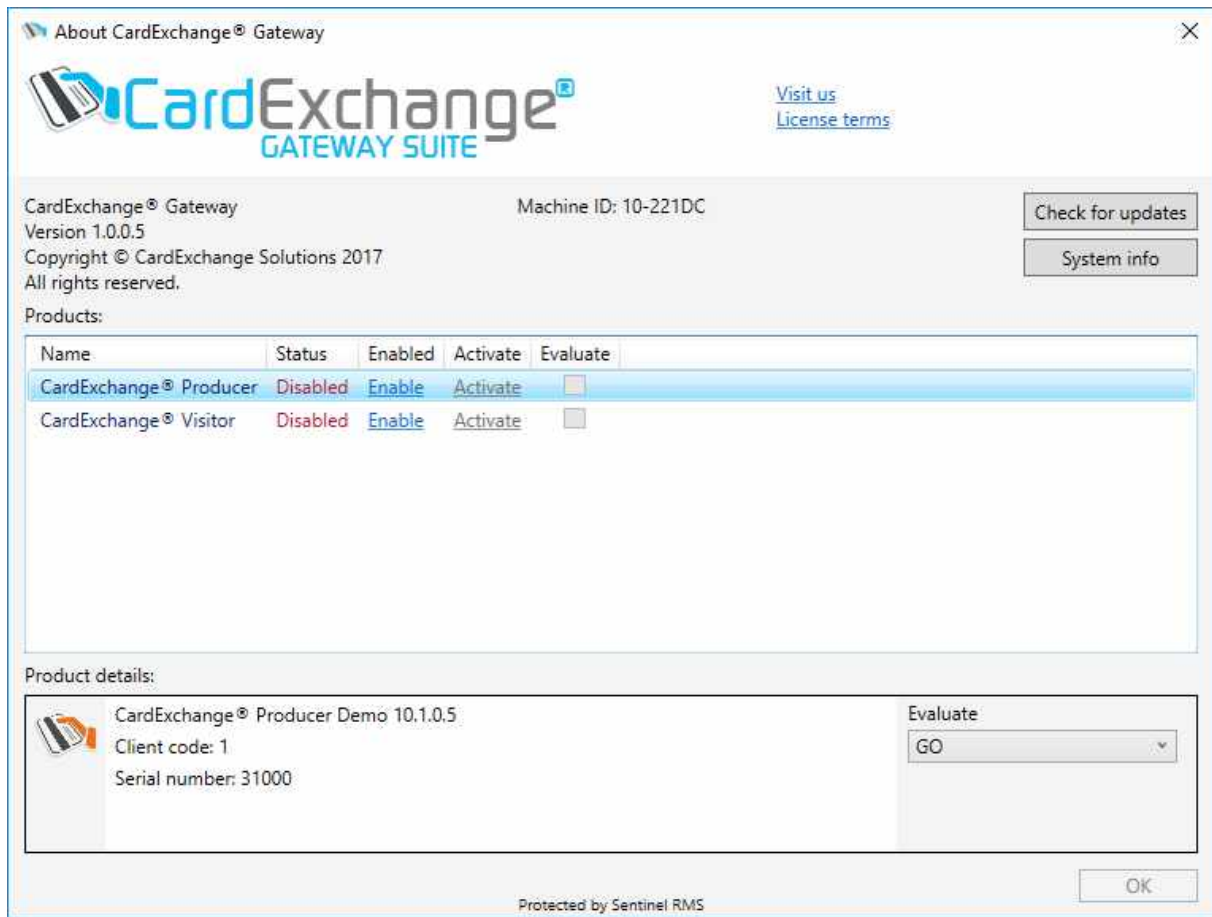 About CardExchange® Gateway
CardExchange®
GATEWAY SUITE
Visit us
License terms
CardExchange® Gateway
Machine ID: 10-221DC
Check for updates
Version 1.0.0.5
Copyright © CardExchange Solutions 2017
System info
All rights reserved.
Products:
Name Status Enabled Activate Evaluate
CardExchange® Producer Disabled Enable Activate
CardExchange® Visitor Disabled Enable Activate
Product details:
CardExchange® Producer Demo 10.1.0.5
Client code: 1
Serial number: 31000
Evaluate
GO
OK
Protected by Sentinel RMS